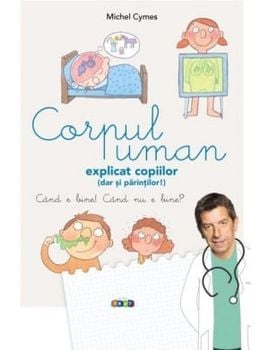 Michel Cymes
Corpul
uman
explicat copiilor
(dar și părinților!)
Când e bine! Când nu e bine?